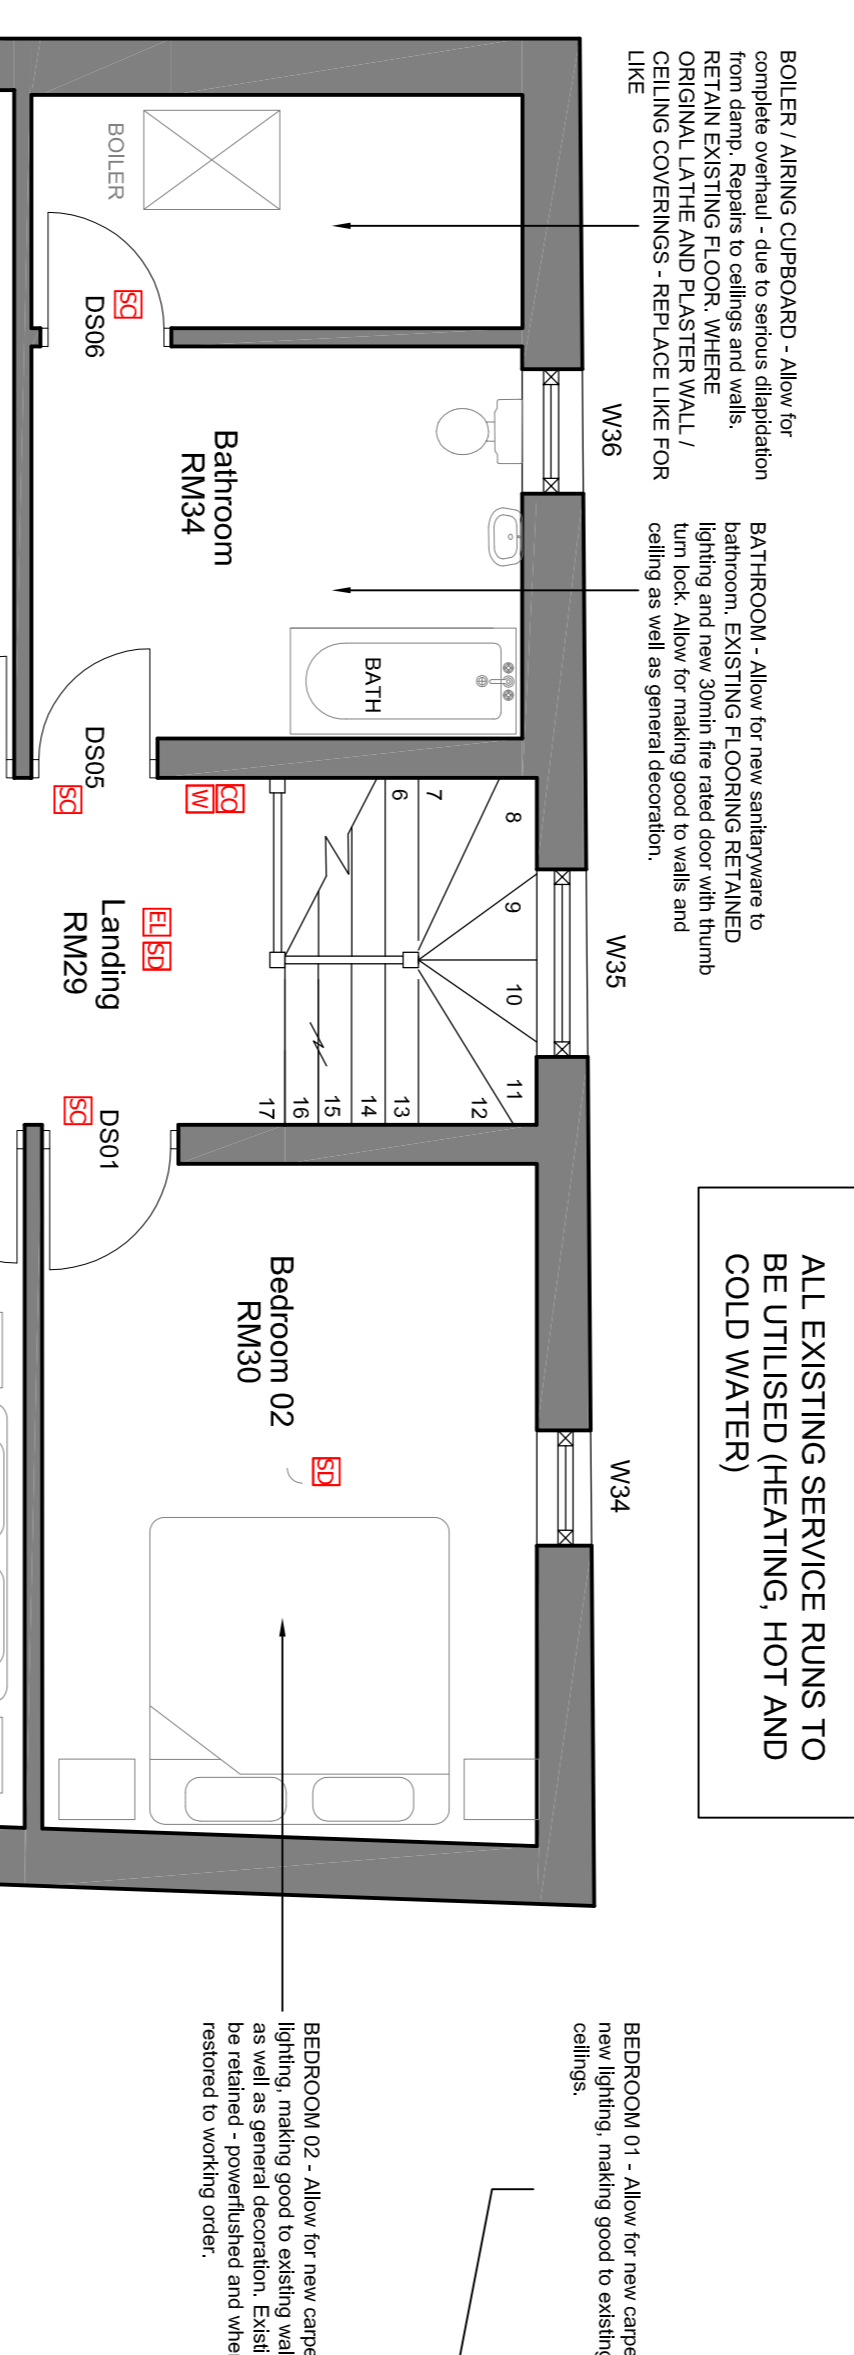 BOILER / AIRING CUPBOARD - Allow for
complete overhaul - due to serious dilapidation
from damp. Repairs to ceilings and walls.
RETAIN EXISTING FLOOR. WHERE
ORIGINAL LATHE AND PLASTER WALL /
CEILING COVERINGS - REPLACE LIKE FOR
LIKE
BATHROOM - Allow for new sanitaryware to
bathroom. EXISTING FLOORING RETAINED
lighting and new 30min fire rated door with thumb
turn lock. Allow for making good to walls and
ceiling as well as general decoration.
ALL EXISTING SERVICE RUNS TO
BE UTILISED (HEATING, HOT AND
COLD WATER)
BEDROOM 01 - Allow for new carpe
new lighting, making good to existing
ceilings.
W36
W35
W34
BOILER
SC
DS06
Bathroom
RM34
BATH
DS05
SC
CO
W
6
7
8
9
10
11
12
13
14
15
16
17
EL SD
Landing
RM29
DS01
SC
Bedroom 02
RM30
SD
BEDROOM 02 - Allow for new carpe
lighting, making good to existing wal
as well as general decoration. Existi
be retained - powerflushed and whe
restored to working order.